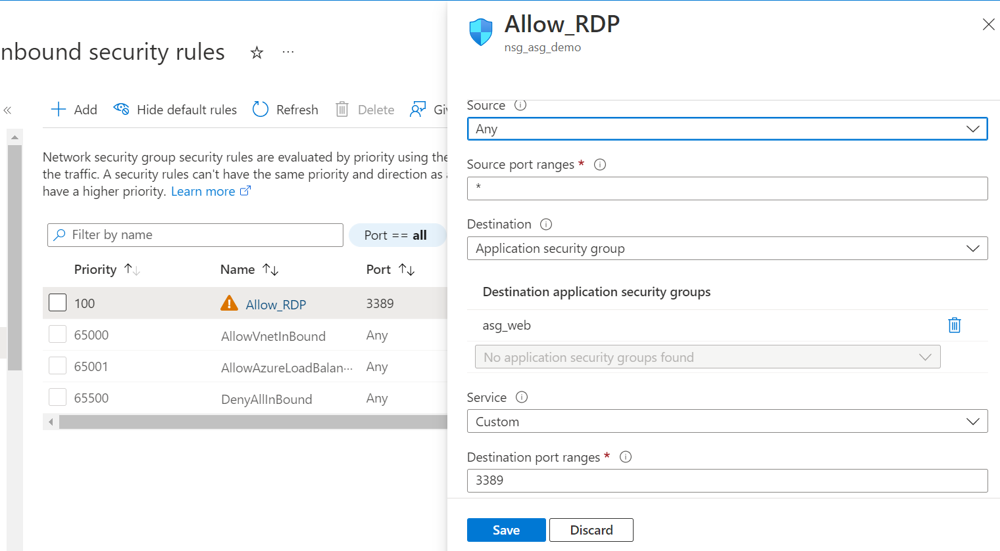 nbound security rules
Add
Hide default rules
Refresh
Delete
Giv
Network security group security rules are evaluated by priority using the
the traffic. A security rules can't have the same priority and direction as a
have a higher priority. Learn more
Filter by name
Port == all
Priority Name Port
100 Allow_RDP 3389
65000 AllowVnetInBound Any
65001 AllowAzureLoadBalan··· Any
65500 DenyAllInBound Any
Allow_RDP
nsg_asg_demo
Source
Any
Source port ranges *
*
Destination
Application security group
Destination application security groups
asg_web
No application security groups found
Service
Custom
Destination port ranges *
3389
Save
Discard